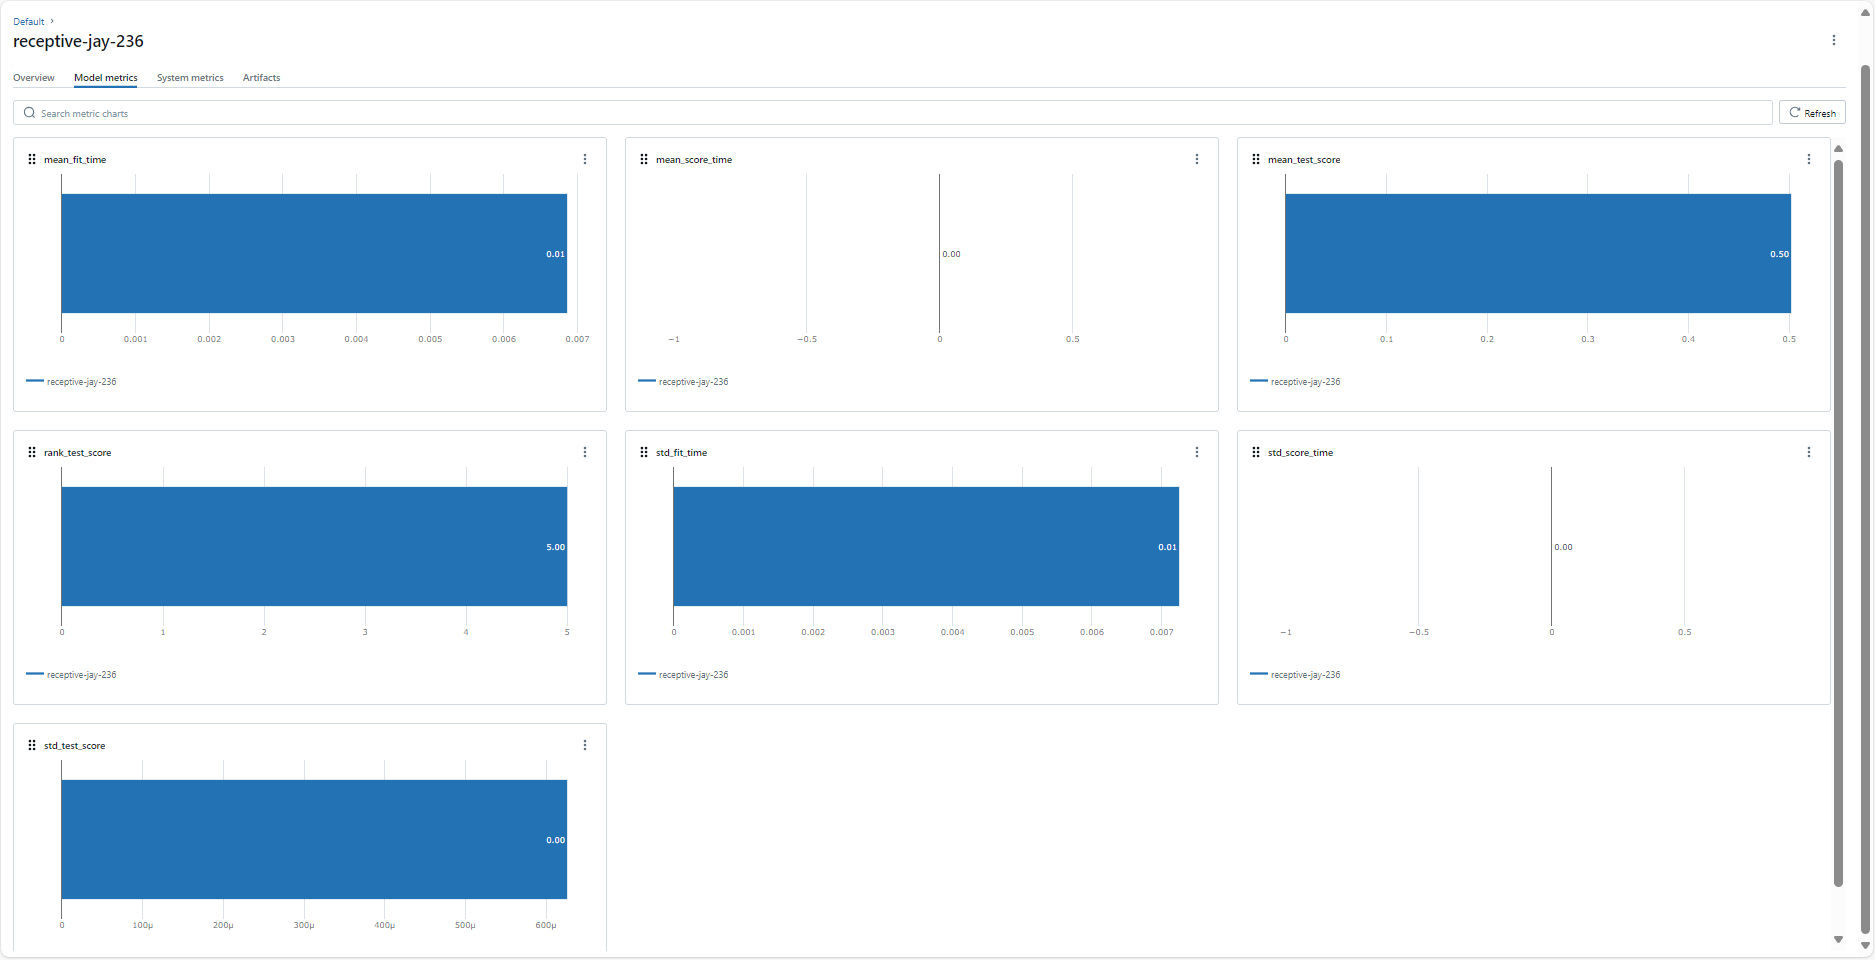 Default ›
receptive-jay-236
Overview Model metrics System metrics Artifacts
Search metric charts
Refresh
mean_fit_time
0.01
0 0.001 0.002 0.003 0.004 0.005 0.006 0.007
receptive-jay-236
mean_score_time
0.00
−1 −0.5 0 0.5
receptive-jay-236
mean_test_score
0.50
0 0.1 0.2 0.3 0.4 0.5
receptive-jay-236
rank_test_score
5.00
0 1 2 3 4 5
receptive-jay-236
std_fit_time
0.01
0 0.001 0.002 0.003 0.004 0.005 0.006 0.007
receptive-jay-236
std_score_time
0.00
−1 −0.5 0 0.5
receptive-jay-236
std_test_score
0.00
0 100μ 200μ 300μ 400μ 500μ 600μ